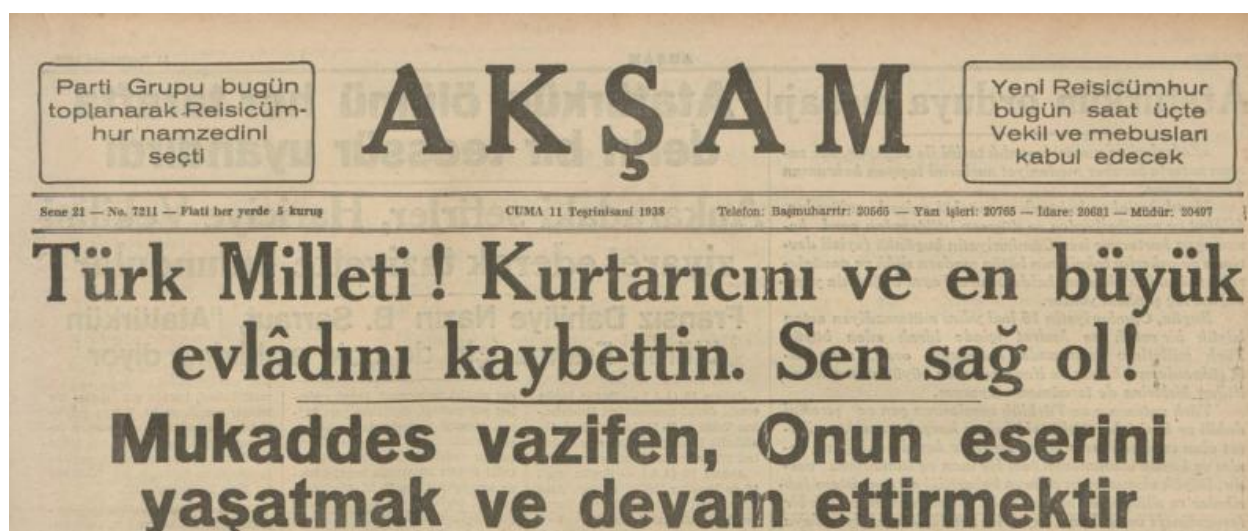 Parti Grupu bugün
toplanarak Reisicüm-
hur namzedini
seçti
AKŞAM
Yeni Reisicümhur
bugün saat üçte
Vekil ve mebusları
kabul edecek
Sene 21 — No. 7211 — Fiati her yerde 5 kuruş
CUMA 11 Teşrinisani 1938
Telefon: Başmuharrir: 20565 — Yazı işleri: 20765 — İdare: 20681 — Müdür: 20497
Türk Milleti! Kurtarıcını ve en büyük
evlâdını kaybettin. Sen sağ ol!
Mukaddes vazifen, Onun eserini
yaşatmak ve devam ettirmektir